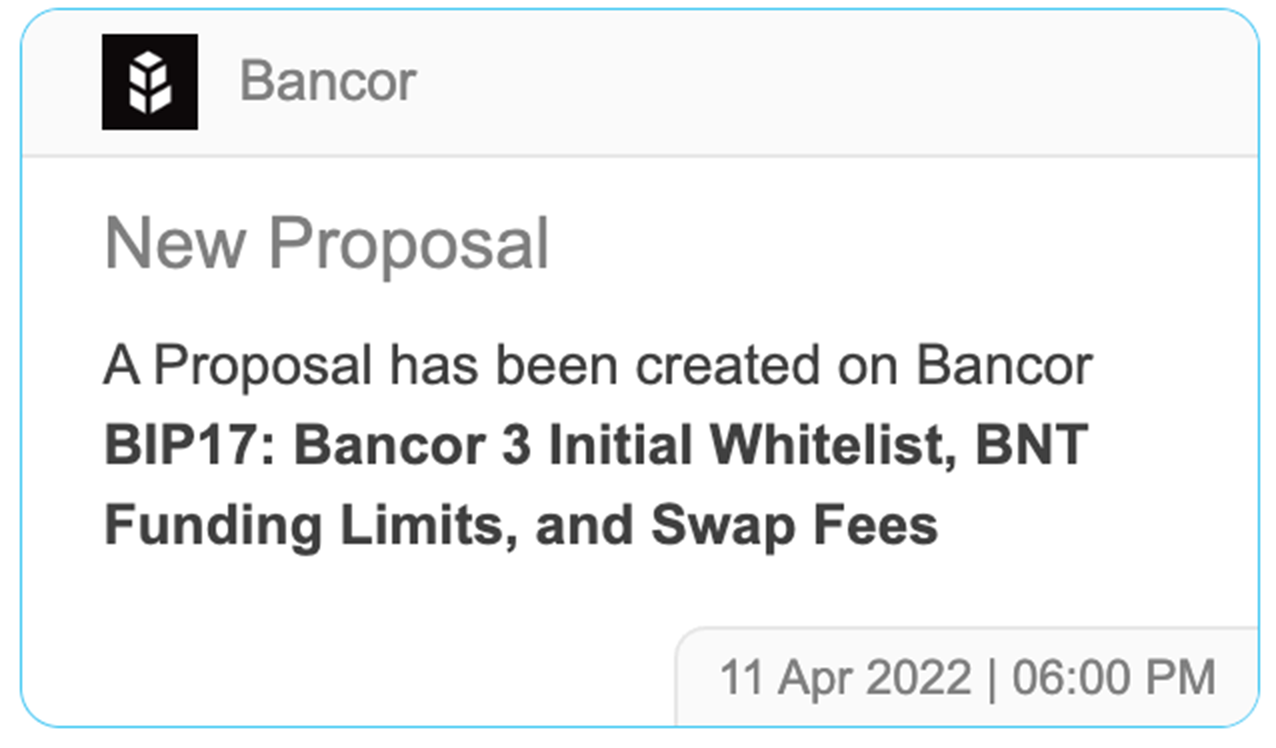 Bancor
New Proposal
A Proposal has been created on Bancor
BIP17: Bancor 3 Initial Whitelist, BNT
Funding Limits, and Swap Fees
11 Apr 2022 | 06:00 PM